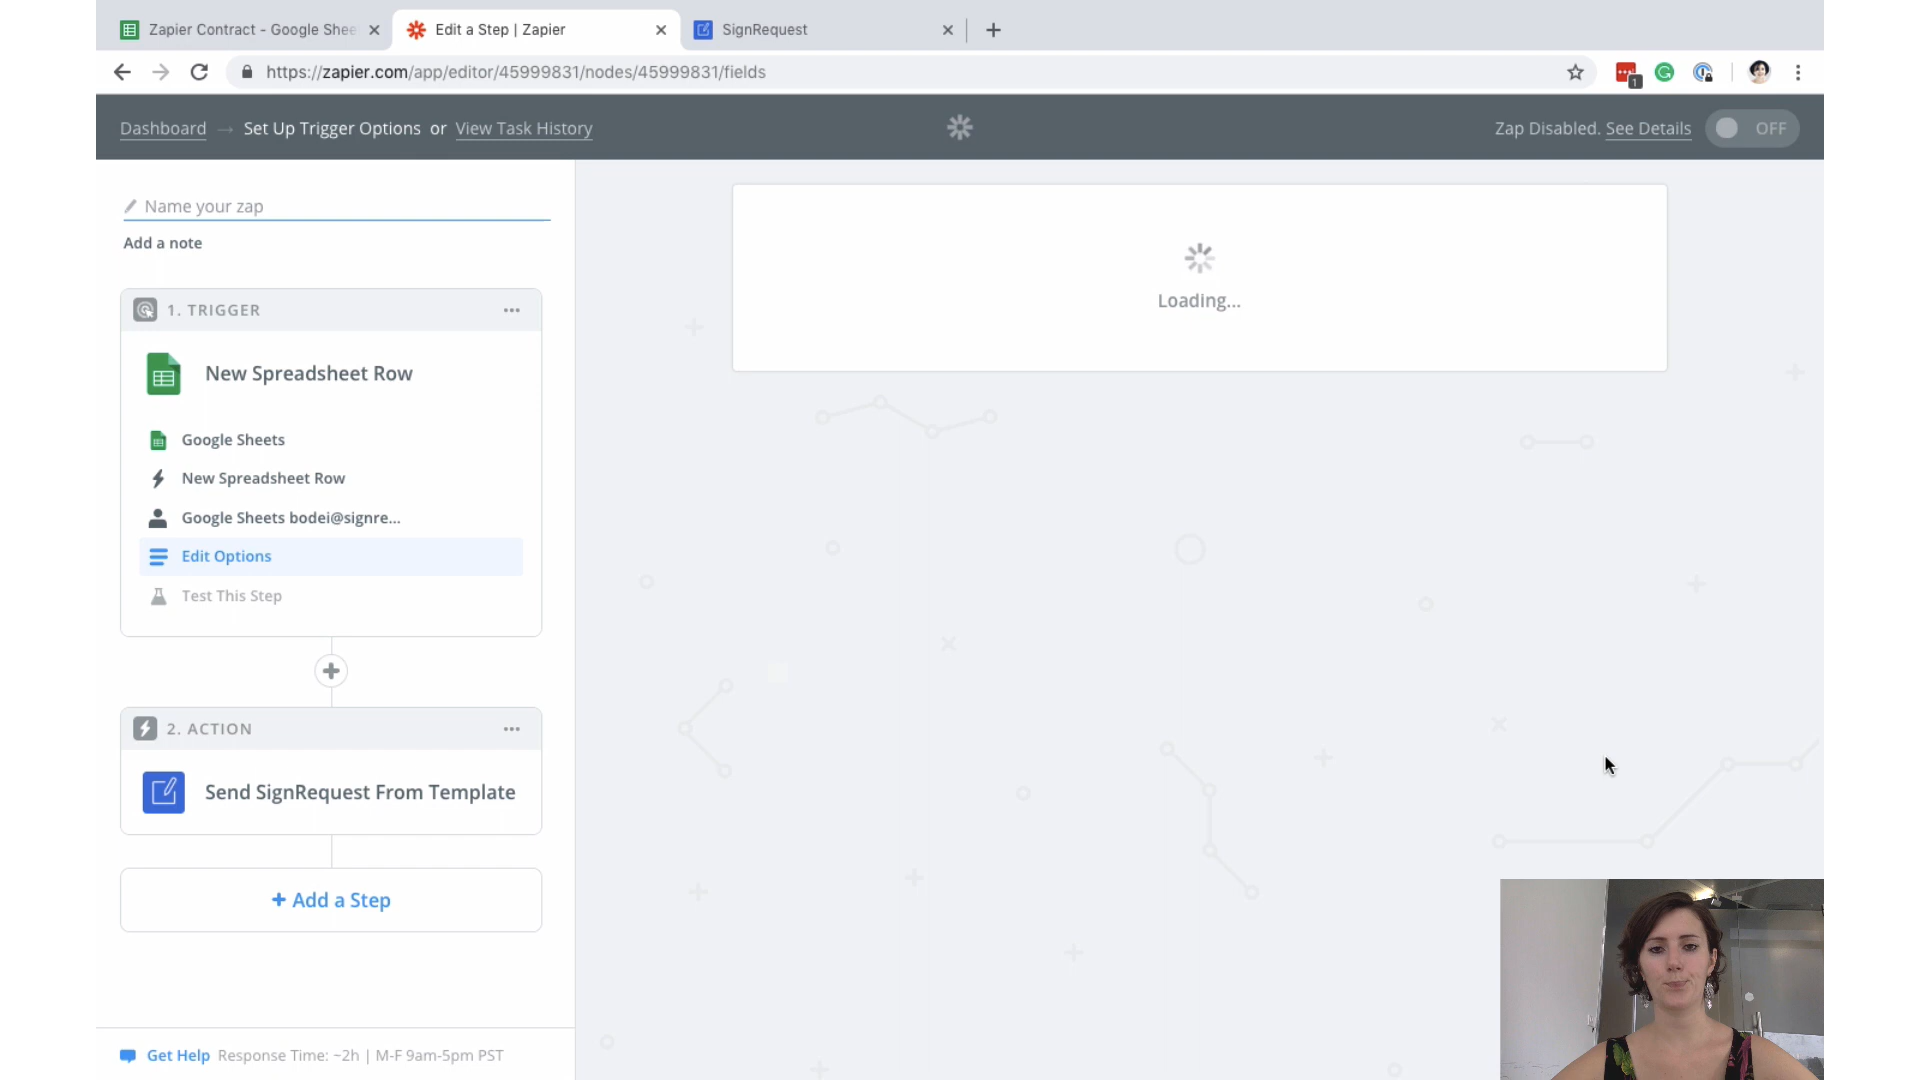 Zapier Contract - Google Shee
Edit a Step | Zapier
SignRequest
https://zapier.com/app/editor/45999831/nodes/45999831/fields
1
Dashboard → Set Up Trigger Options or View Task History
Zap Disabled. See Details
OFF
Name your zap
Add a note
1. TRIGGER
New Spreadsheet Row
Google Sheets
New Spreadsheet Row
Google Sheets bodei@signre...
Edit Options
Test This Step
2. ACTION
Send SignRequest From Template
+ Add a Step
Get Help Response Time: ~2h | M-F 9am-5pm PST
Loading...